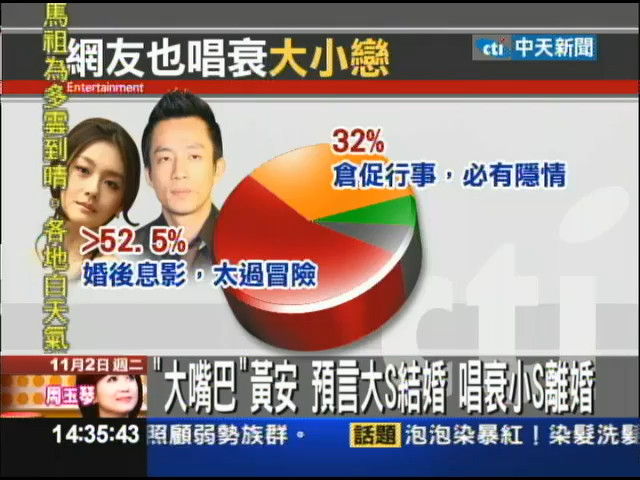 馬祖為多雲到晴。各地白天氣
網友也唱衰大小戀
cti 中天新聞
Entertainment
32%
倉促行事，必有隱情
>52.5%
婚後息影，太過冒險
cti
11月2日 週二
周玉琴
"大嘴巴"黃安 預言大S結婚 唱衰小S離婚
14:35:43
照顧弱勢族群。 話題 泡泡染暴紅！染髮洗髮